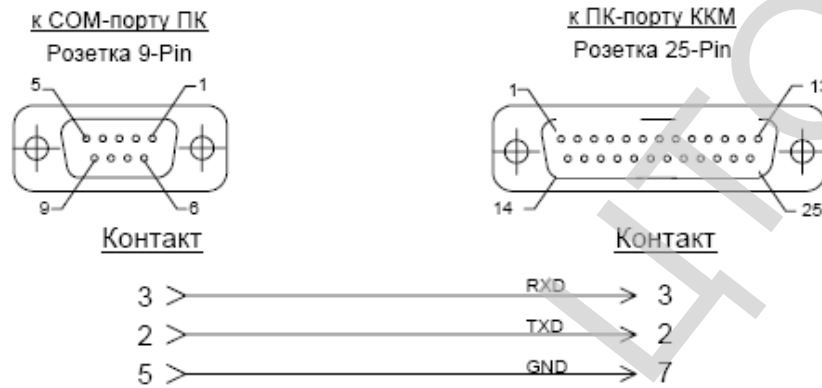 к COM-порту ПК
Розетка 9-Pin
к ПК-порту ККМ
Розетка 25-Pin
5 1
1 13
9 6
14 25
Контакт Контакт
3 RXD 3
2 TXD 2
5 GND 7
ЦТО